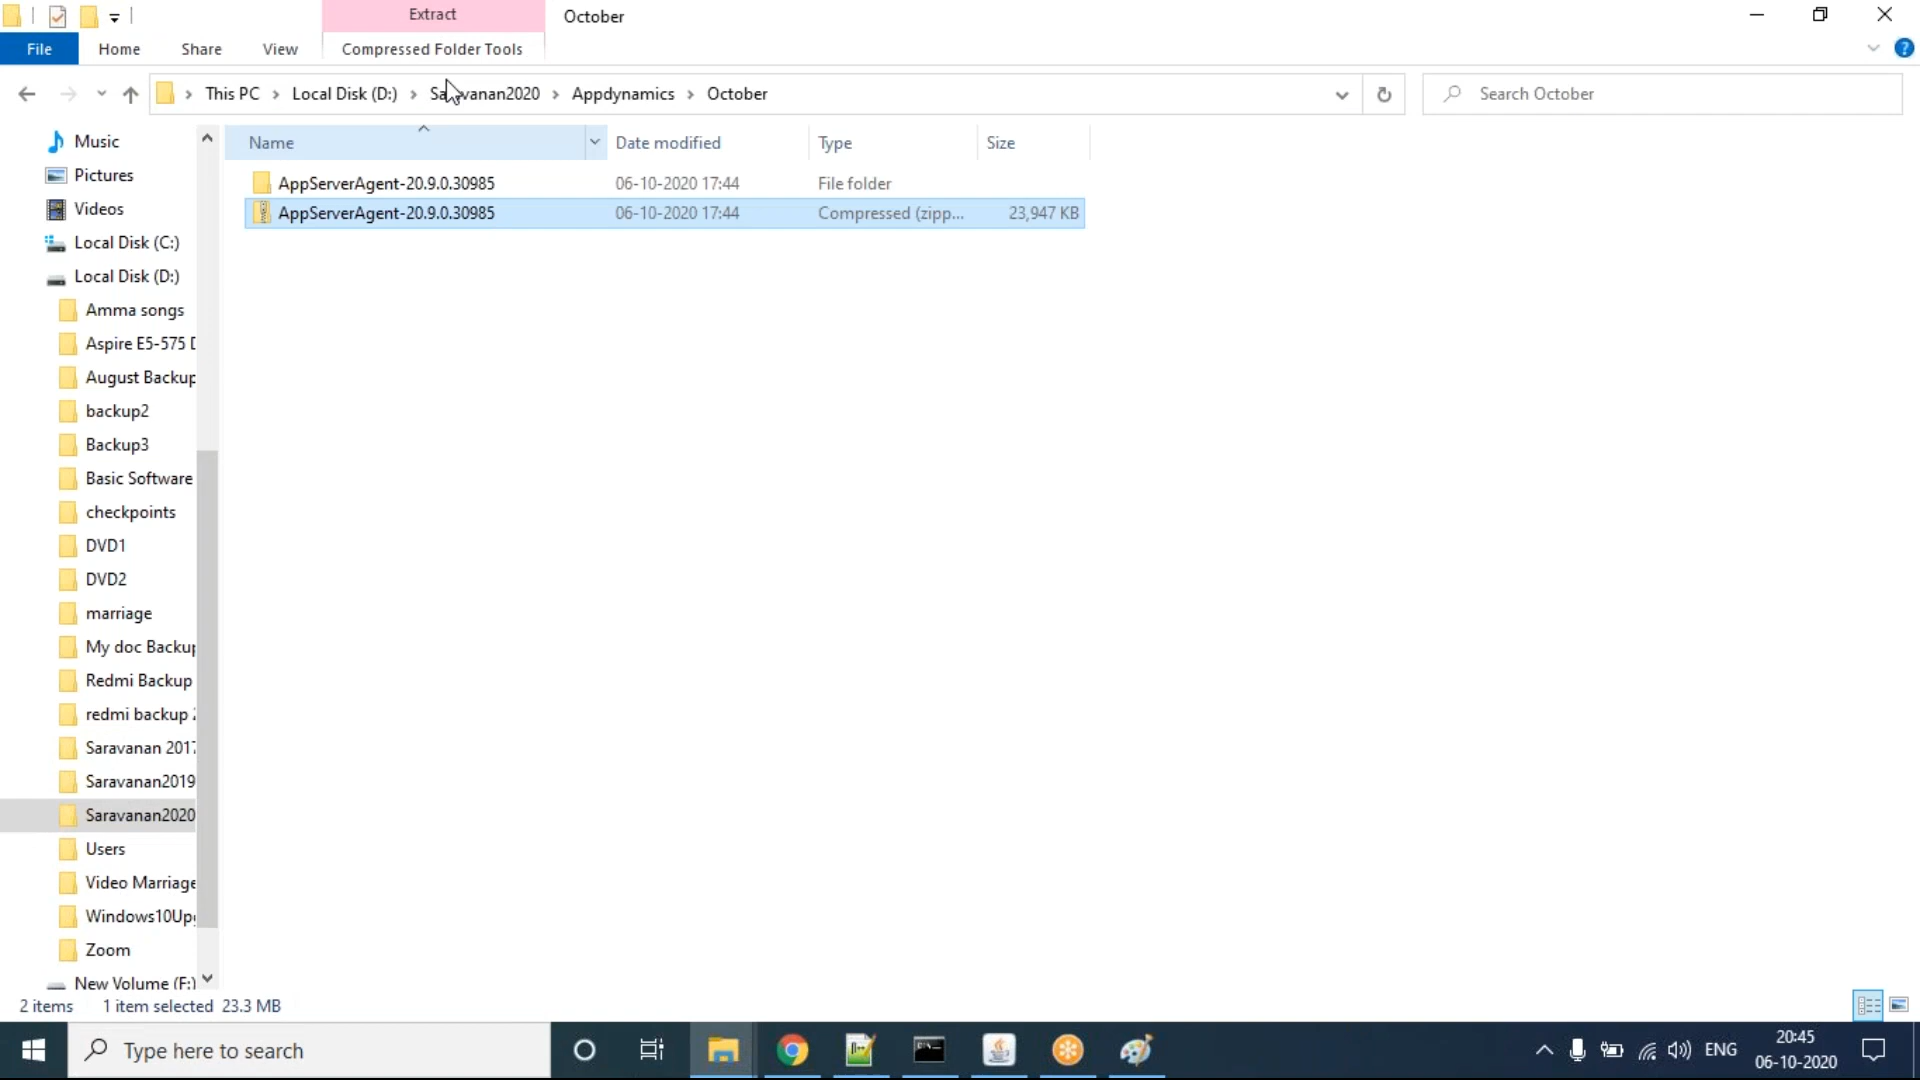 Extract
October
File
Home
Share
View
Compressed Folder Tools
This PC
Local Disk (D:)
Saravanan2020
Appdynamics
October
Search October
Name
Date modified
Type
Size
AppServerAgent-20.9.0.30985
06-10-2020 17:44
File folder
AppServerAgent-20.9.0.30985
06-10-2020 17:44
Compressed (zipp...
23,947 KB
Music
Pictures
Videos
Local Disk (C:)
Local Disk (D:)
Amma songs
Aspire E5-575
August Backup
backup2
Backup3
Basic Software
checkpoints
DVD1
DVD2
marriage
My doc Backup
Redmi Backup
redmi backup
Saravanan 2017
Saravanan2019
Saravanan2020
Users
Video Marriage
Windows10Up
Zoom
New Volume (F:)
2 items
1 item selected 23.3 MB
Type here to search
ENG
20:45
06-10-2020